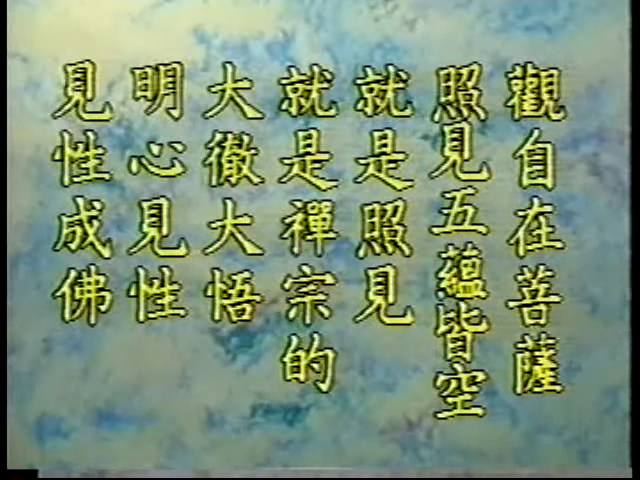 觀自在菩薩
照見五蘊皆空
就是照見
就是禪宗的
大徹大悟
明心見性
見性成佛